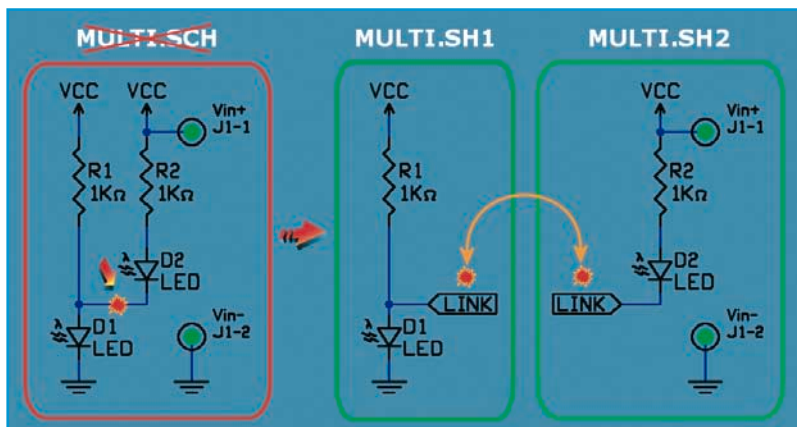 MULTI.SCH
VCC VCC
Vin+
J1-1
R1
1KΩ
R2
1KΩ
λ
D2
LED
λ
D1
LED
Vin-
J1-2
MULTI.SH1
VCC
R1
1KΩ
LINK
λ
D1
LED
MULTI.SH2
VCC
Vin+
J1-1
R2
1KΩ
λ
D2
LED
LINK
Vin-
J1-2